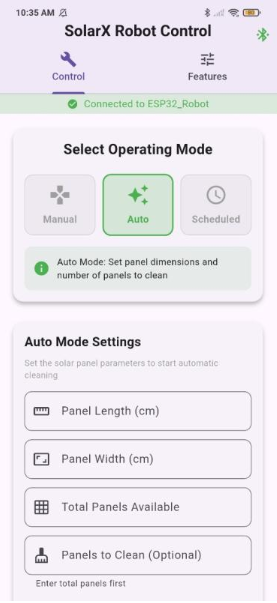 10:35 AM
SolarX Robot Control
Control
Features
Connected to ESP32_Robot
Select Operating Mode
Manual
Auto
Scheduled
Auto Mode: Set panel dimensions and
number of panels to clean
Auto Mode Settings
Set the solar panel parameters to start automatic
cleaning
Panel Length (cm)
Panel Width (cm)
Total Panels Available
Panels to Clean (Optional)
Enter total panels first